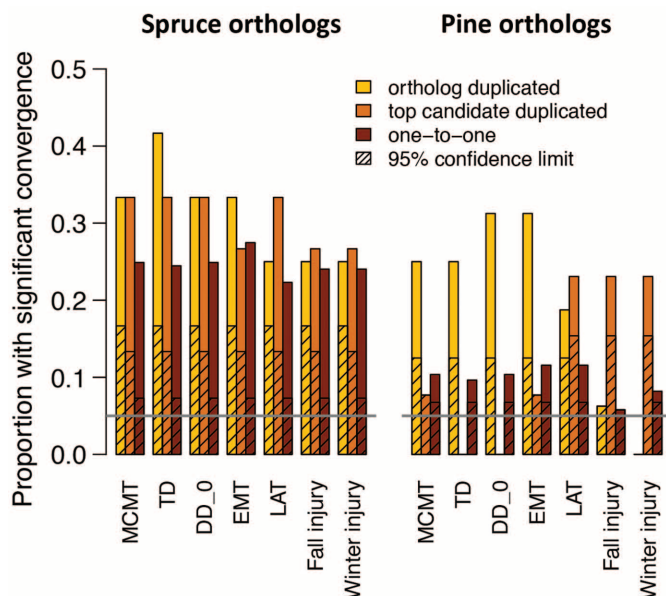 Spruce orthologs
Pine orthologs
Proportion with significant convergence
0.5
0.4
0.3
0.2
0.1
0.0
ortholog duplicated
top candidate duplicated
one−to−one
95% confidence limit
MCMT
TD
DD_0
EMT
LAT
Fall injury
Winter injury
MCMT
TD
DD_0
EMT
LAT
Fall injury
Winter injury